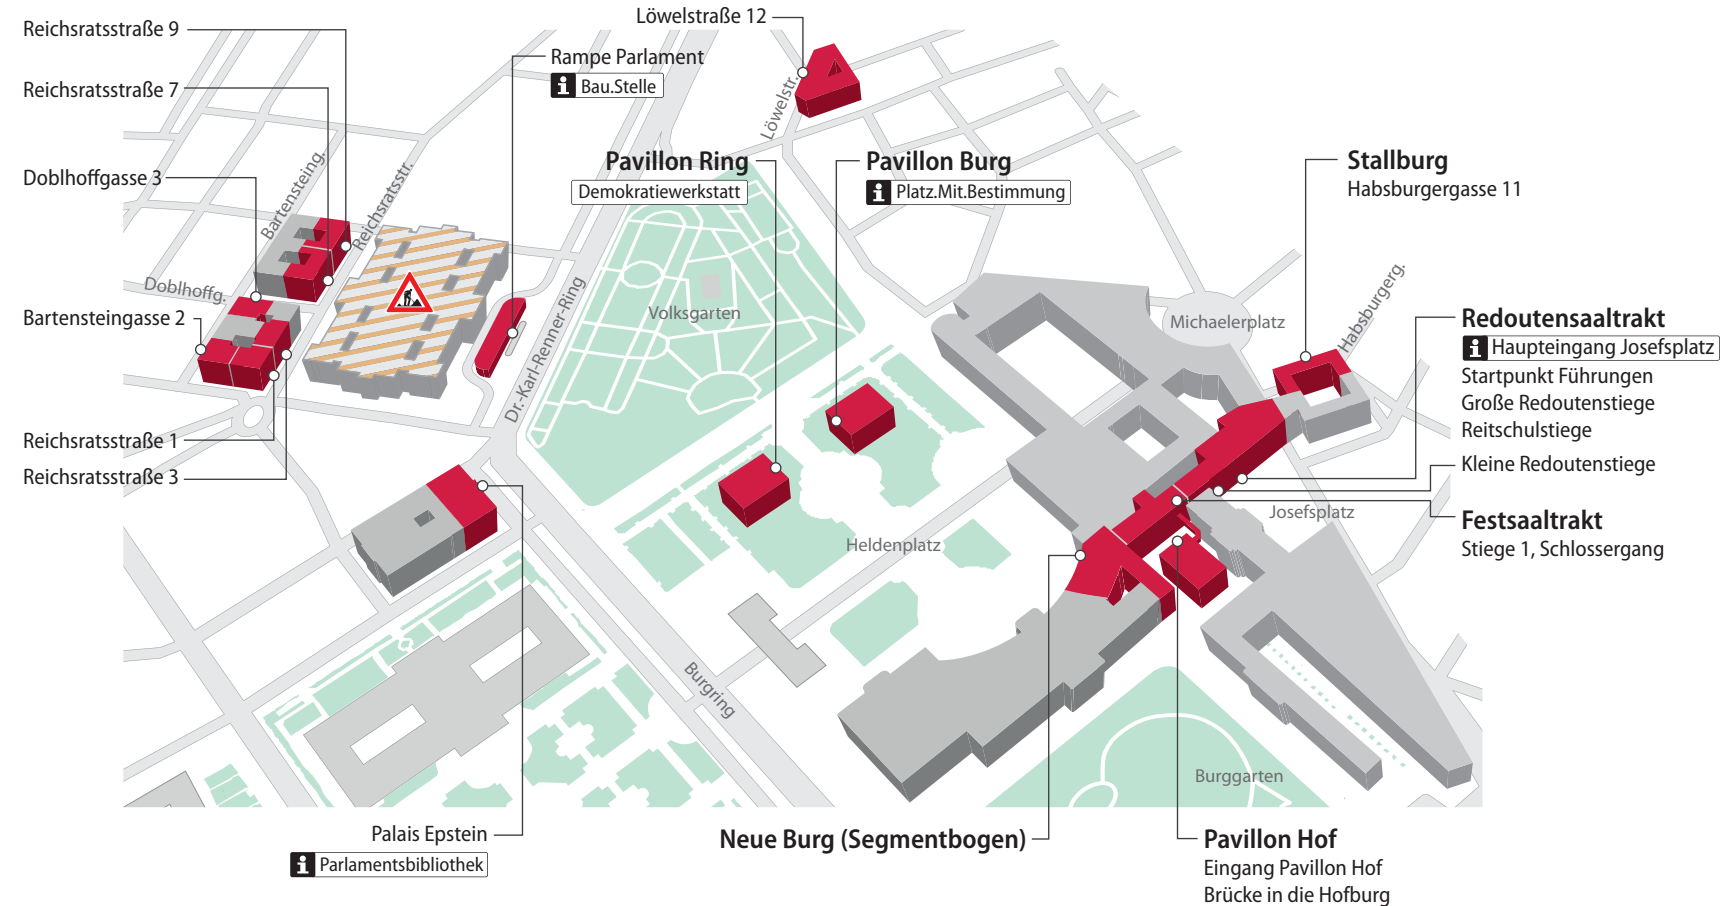 Reichsratsstraße 9
Löwelstraße 12
Rampe Parlament
i Bau.Stelle
Reichsratsstraße 7
Löwelstr.
Pavillon Ring
Demokratiewerkstatt
Pavillon Burg
i Platz.Mit.Bestimmung
Stallburg
Habsburgergasse 11
Doblhoffgasse 3
Bartensteing.
Reichsratsstr.
Doblhoffg.
Bartensteingasse 2
Volksgarten
Dr.-Karl-Renner-Ring
Michaelerplatz
Habsburgerg.
Redoutensaaltrakt
i Haupteingang Josefsplatz
Startpunkt Führungen
Große Redoutenstiege
Reitschulstiege
Kleine Redoutenstiege
Reichsratsstraße 1
Reichsratsstraße 3
Josefsplatz
Festsaaltrakt
Stiege 1, Schlossergang
Heldenplatz
Burgring
Burggarten
Palais Epstein
i Parlamentsbibliothek
Neue Burg (Segmentbogen)
Pavillon Hof
Eingang Pavillon Hof
Brücke in die Hofburg